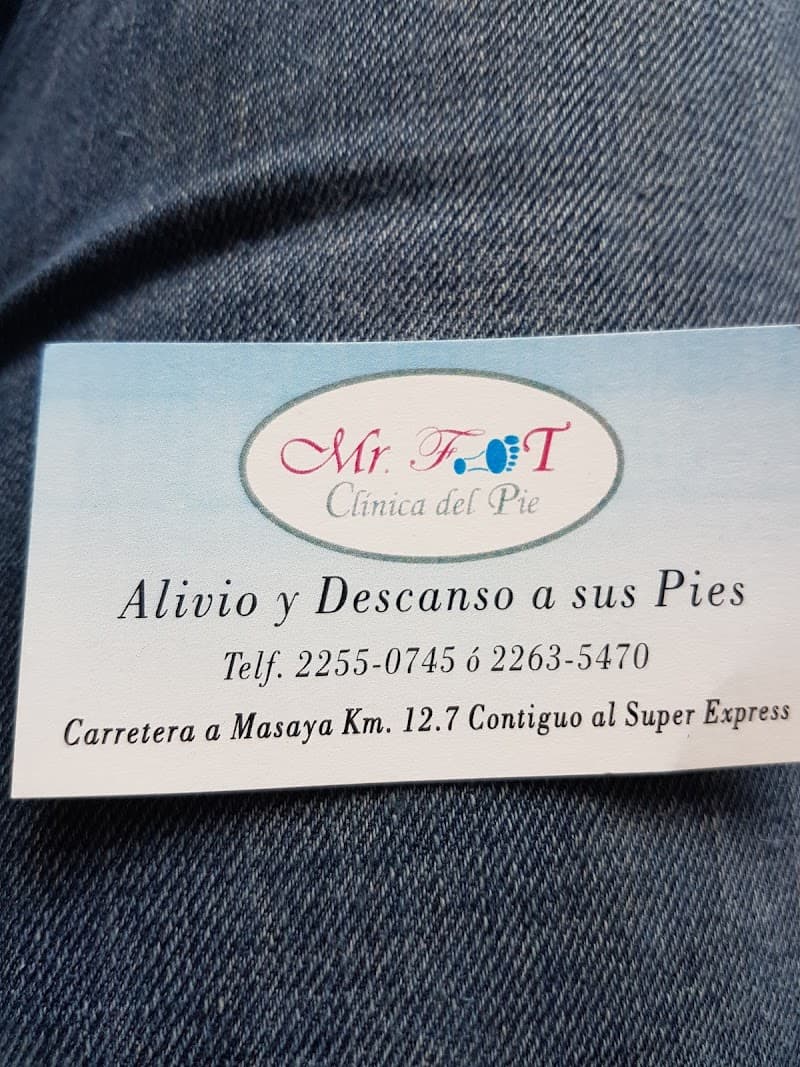 Mr. FOOT
Clínica del Pie
Alivio y Descanso a sus Pies
Telf. 2255-0745 ó 2263-5470
Carretera a Masaya Km. 12.7 Contiguo al Super Express